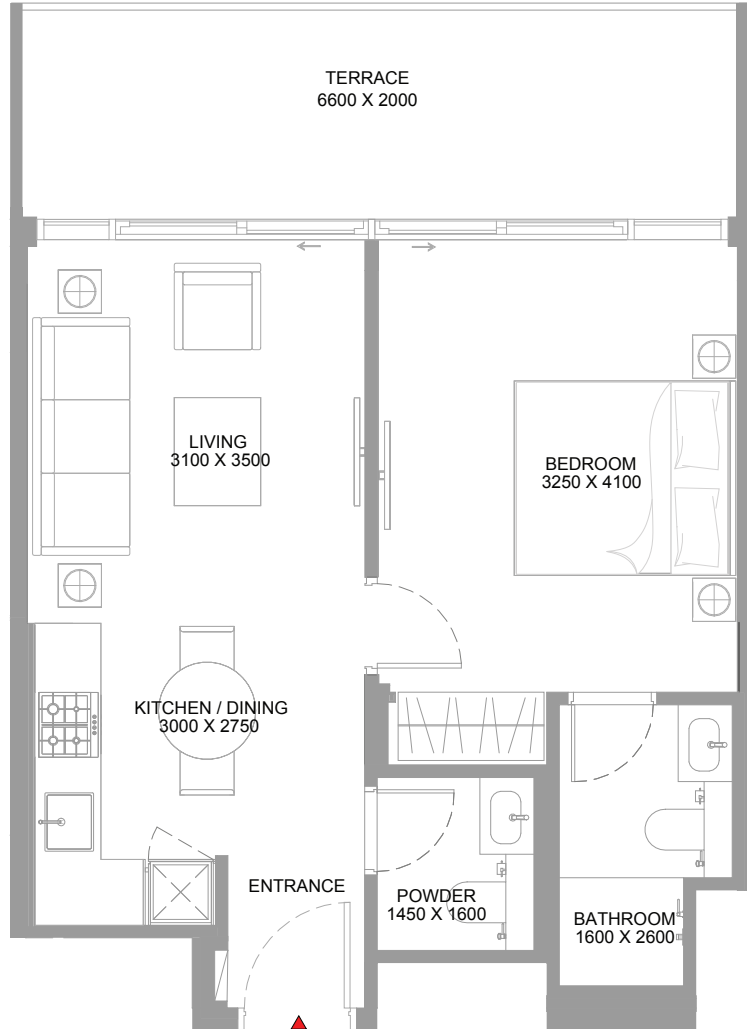 TERRACE
6600 X 2000
LIVING
3100 X 3500
BEDROOM
3250 X 4100
KITCHEN / DINING
3000 X 2750
ENTRANCE
POWDER
1450 X 1600
BATHROOM
1600 X 2600